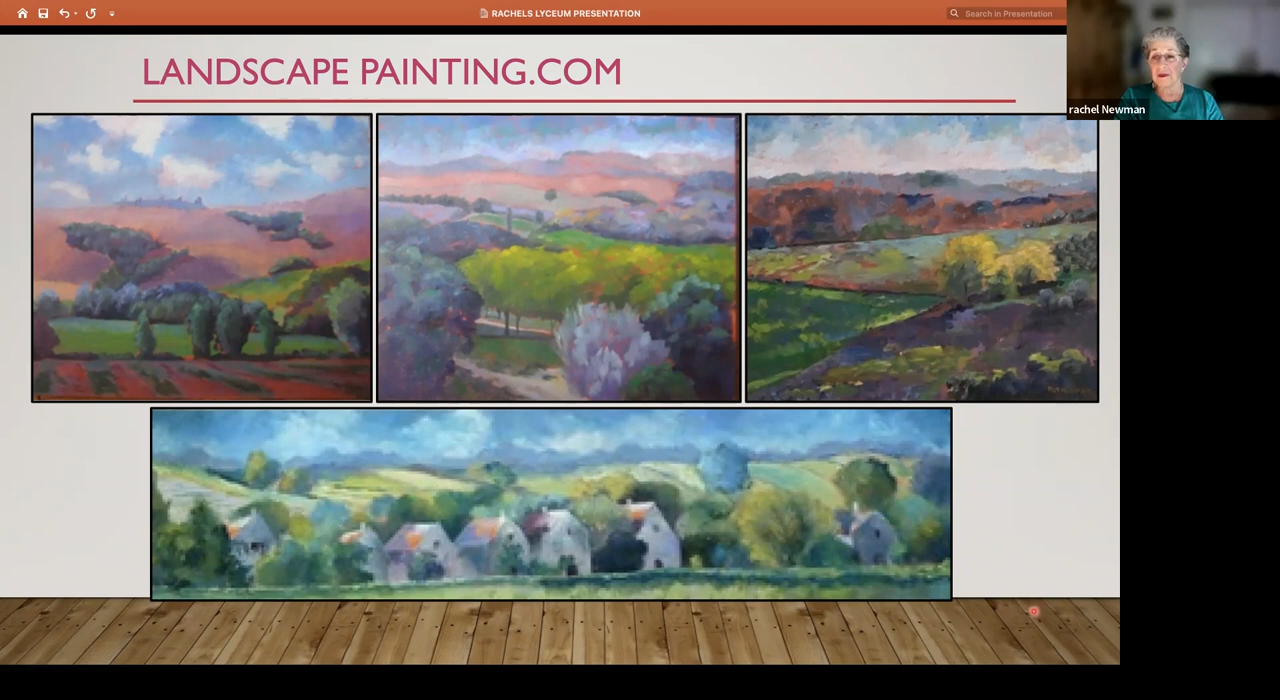 RACHELS LYCEUM PRESENTATION
Search in Presentation
LANDSCAPE PAINTING.COM
rachel Newman